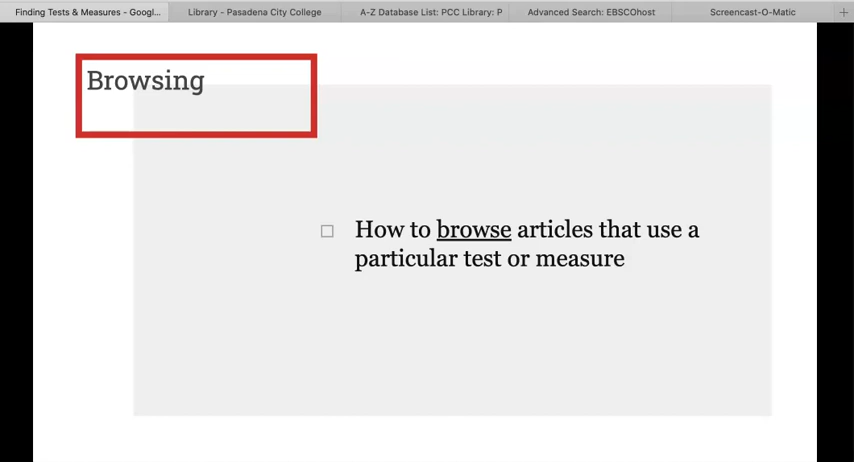 Finding Tests & Measures - Googl...
Library - Pasadena City College
A-Z Database List: PCC Library: P
Advanced Search: EBSCOhost
Screencast-O-Matic
+
Browsing
How to browse articles that use a
particular test or measure